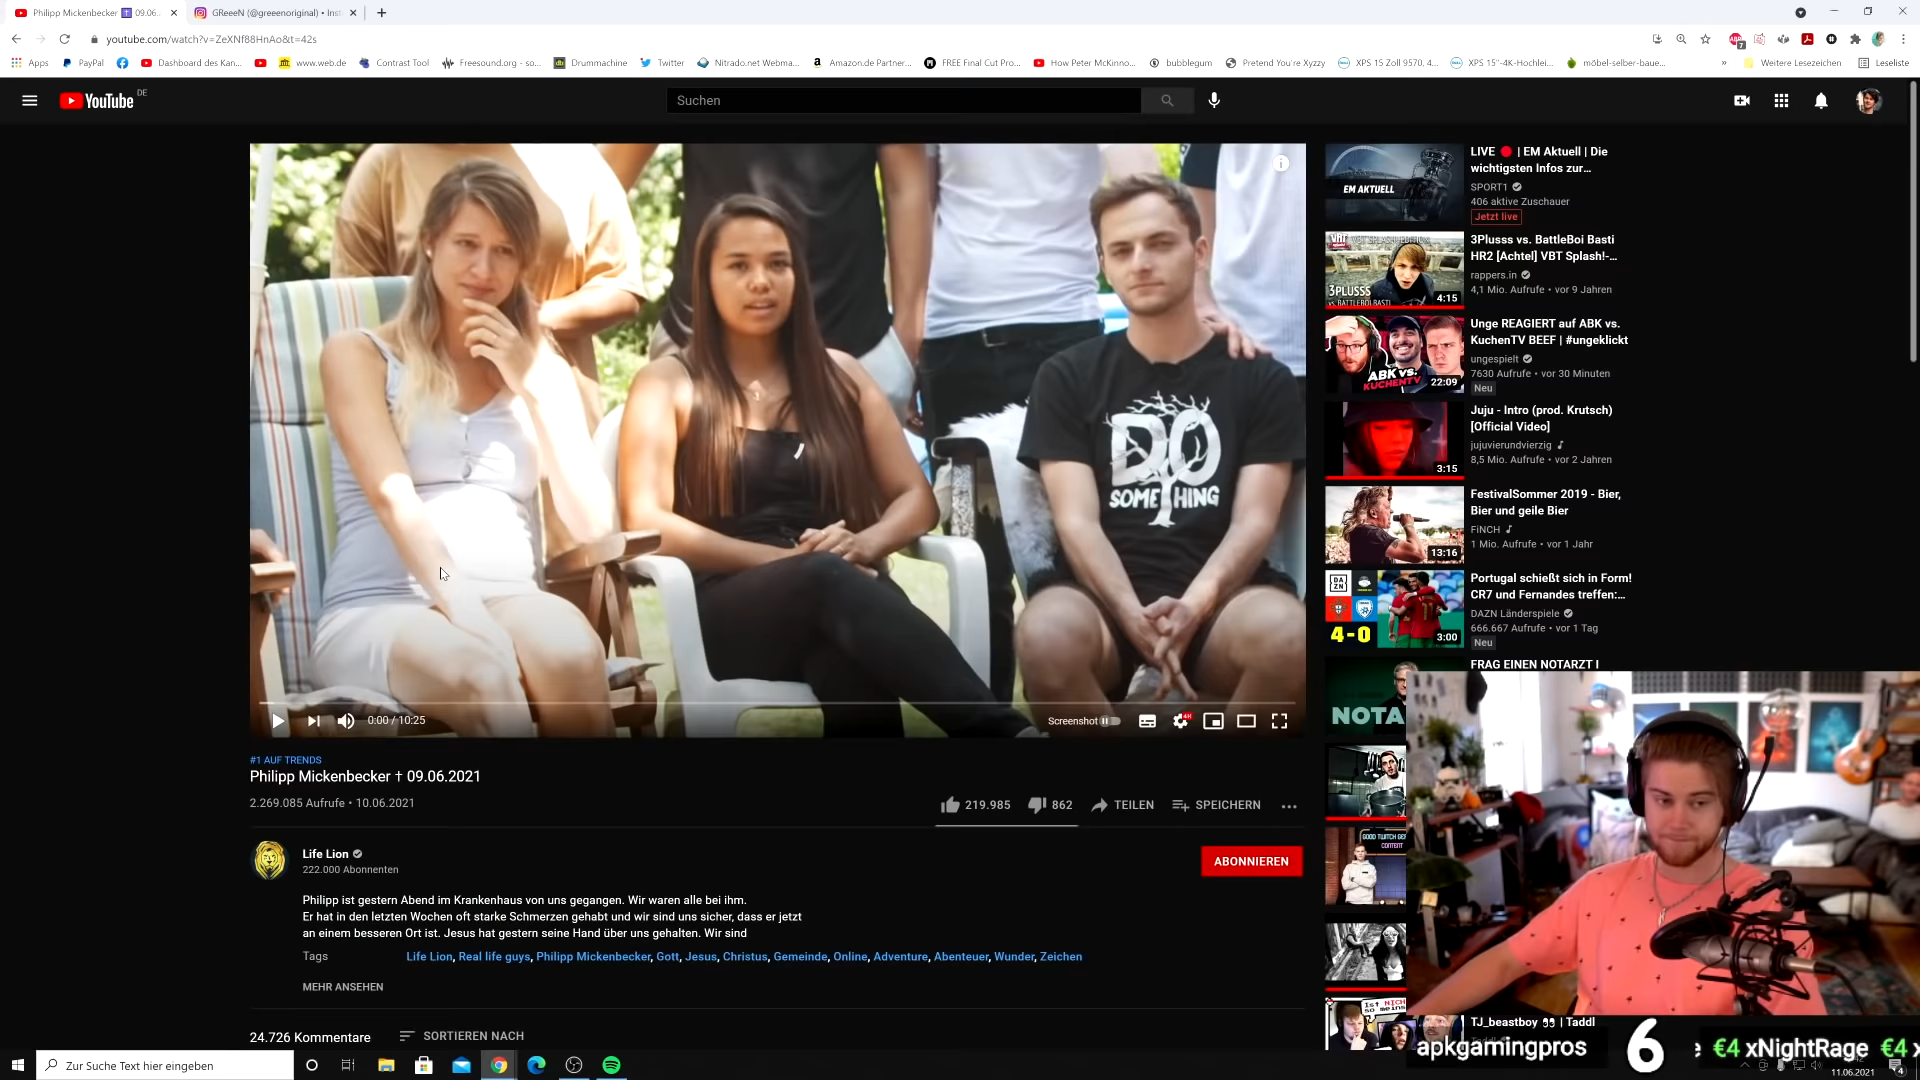 Philipp Mickenbecker ✝ 09.06.
GReeeN (@greeenoriginal) • Inst
youtube.com/watch?v=ZeXNf88HnAo&t=42s
Apps
PayPal
Dashboard des Kan...
www.web.de
Contrast Tool
Freesound.org - so...
Drummachine
Twitter
Nitrado.net Webma...
Amazon.de Partner...
FREE Final Cut Pro...
How Peter McKinno...
bubblegum
Pretend You're Xyzzy
XPS 15 Zoll 9570, 4...
XPS 15"-4K-Hochlei...
möbel-selber-baue...
»
Weitere Lesezeichen
Leseliste
YouTube DE
Suchen
DO
SOMETHING
0:00 / 10:25
Screenshot
#1 AUF TRENDS
Philipp Mickenbecker † 09.06.2021
2.269.085 Aufrufe • 10.06.2021
219.985
862
TEILEN
SPEICHERN
Life Lion
222.000 Abonnenten
ABONNIEREN
Philipp ist gestern Abend im Krankenhaus von uns gegangen. Wir waren alle bei ihm.
Er hat in den letzten Wochen oft starke Schmerzen gehabt und wir sind uns sicher, dass er jetzt
an einem besseren Ort ist. Jesus hat gestern seine Hand über uns gehalten. Wir sind
Tags
Life Lion, Real life guys, Philipp Mickenbecker, Gott, Jesus, Christus, Gemeinde, Online, Adventure, Abenteuer, Wunder, Zeichen
MEHR ANSEHEN
24.726 Kommentare
SORTIEREN NACH
EM AKTUELL
LIVE 🔴 | EM Aktuell | Die
wichtigsten Infos zur...
SPORT1
406 aktive Zuschauer
Jetzt live
3PLUSSS
VS. BATTLEBOI BASTI
4:15
3Plusss vs. BattleBoi Basti
HR2 [Achtel] VBT Splash!-...
rappers.in
4,1 Mio. Aufrufe • vor 9 Jahren
ABK VS.
KUCHENTV
22:09
Unge REAGIERT auf ABK vs.
KuchenTV BEEF | #ungeklickt
ungespielt
7630 Aufrufe • vor 30 Minuten
Neu
3:15
Juju - Intro (prod. Krutsch)
[Official Video]
jujuvierundvierzig
8,5 Mio. Aufrufe • vor 2 Jahren
13:16
FestivalSommer 2019 - Bier,
Bier und geile Bier
FiNCH
1 Mio. Aufrufe • vor 1 Jahr
DAZN
4-0
3:00
Portugal schießt sich in Form!
CR7 und Fernandes treffen:...
DAZN Länderspiele
666.667 Aufrufe • vor 1 Tag
Neu
NOTA
FRAG EINEN NOTARZT |
GOOD TWITCH
CONTENT
Ist NICH
so mein
TJ_beastboy 👀 | Taddl
apkgamingpros
6
€4 xNightRage €4 x
Zur Suche Text hier eingeben
11.06.2021